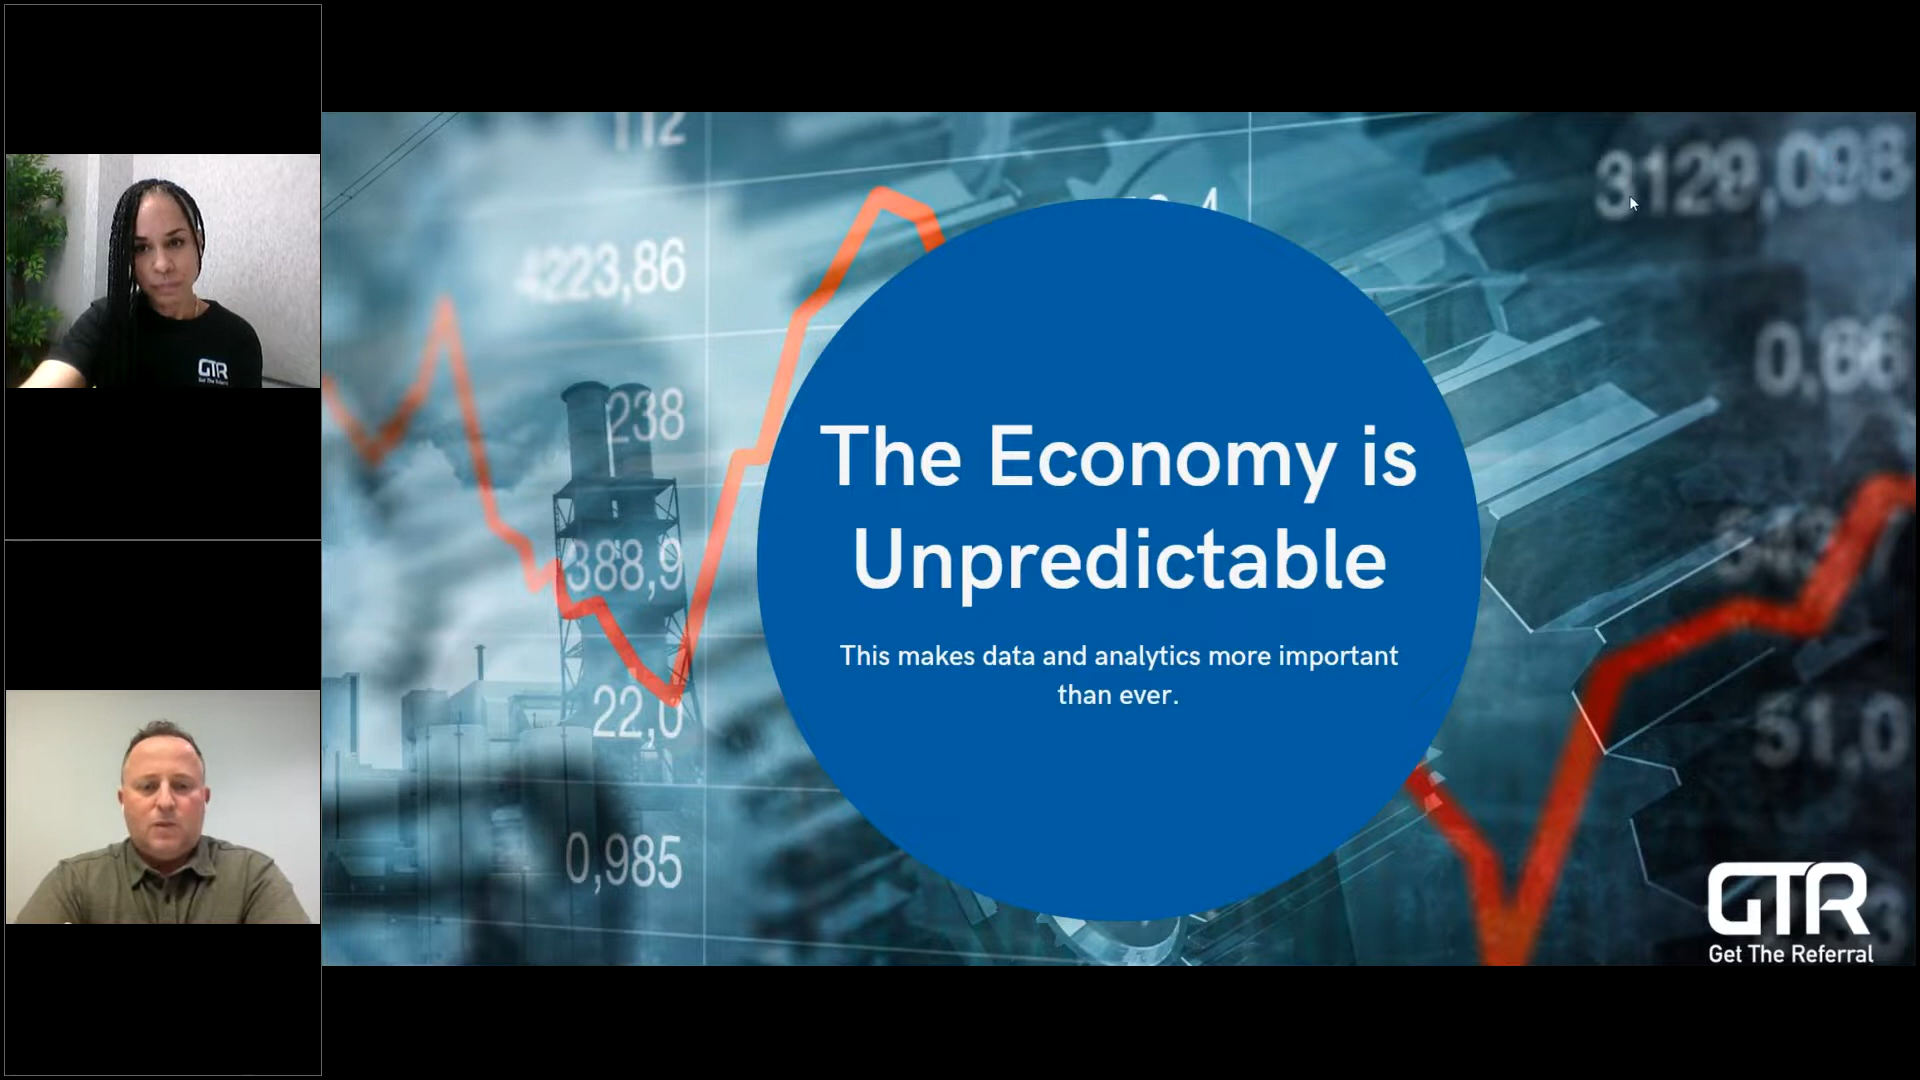 GTR
112
4223,86
238
388,9
22,0
0,985
The Economy is
Unpredictable
This makes data and analytics more important
than ever.
3129,098
0,66
51,0
GTR
Get The Referral